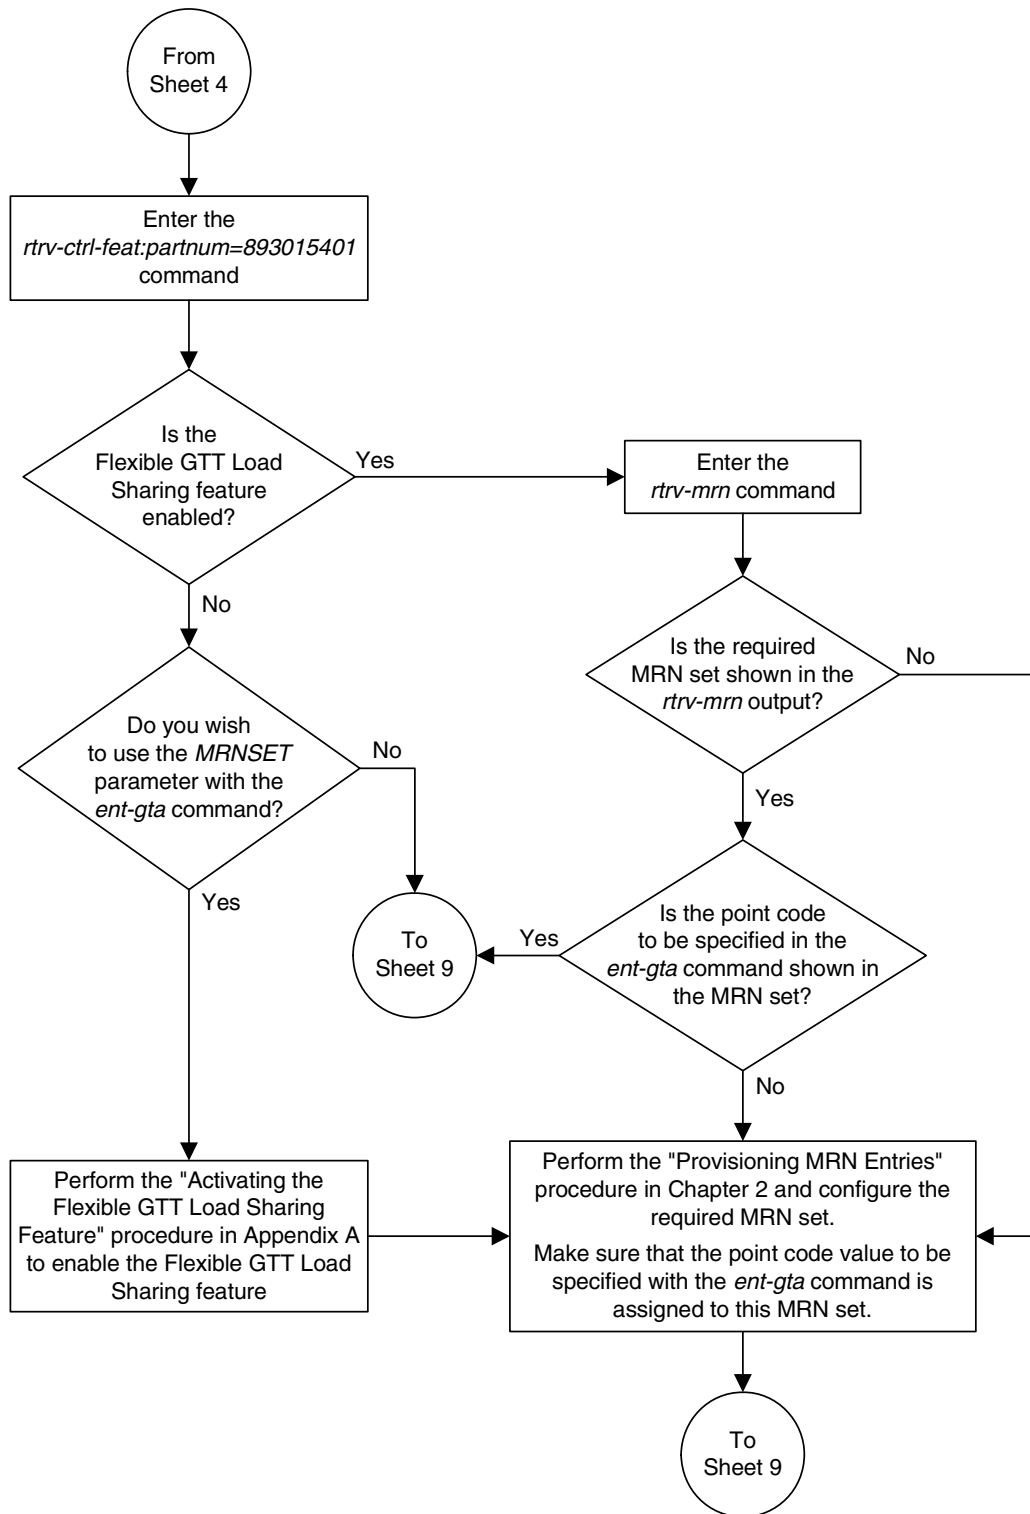 From
Sheet 4
Enter the
rtrv-ctrl-feat:partnum=893015401
command
Is the
Flexible GTT Load
Sharing feature
enabled?
Yes
No
Enter the
rtrv-mrn command
Is the required
MRN set shown in the
rtrv-mrn output?
No
Yes
Do you wish
to use the MRNSET
parameter with the
ent-gta command?
No
Yes
To
Sheet 9
Is the point code
to be specified in the
ent-gta command shown in
the MRN set?
Yes
No
Perform the "Activating the
Flexible GTT Load Sharing
Feature" procedure in Appendix A
to enable the Flexible GTT Load
Sharing feature
Perform the "Provisioning MRN Entries"
procedure in Chapter 2 and configure the
required MRN set.
Make sure that the point code value to be
specified with the ent-gta command is
assigned to this MRN set.
To
Sheet 9